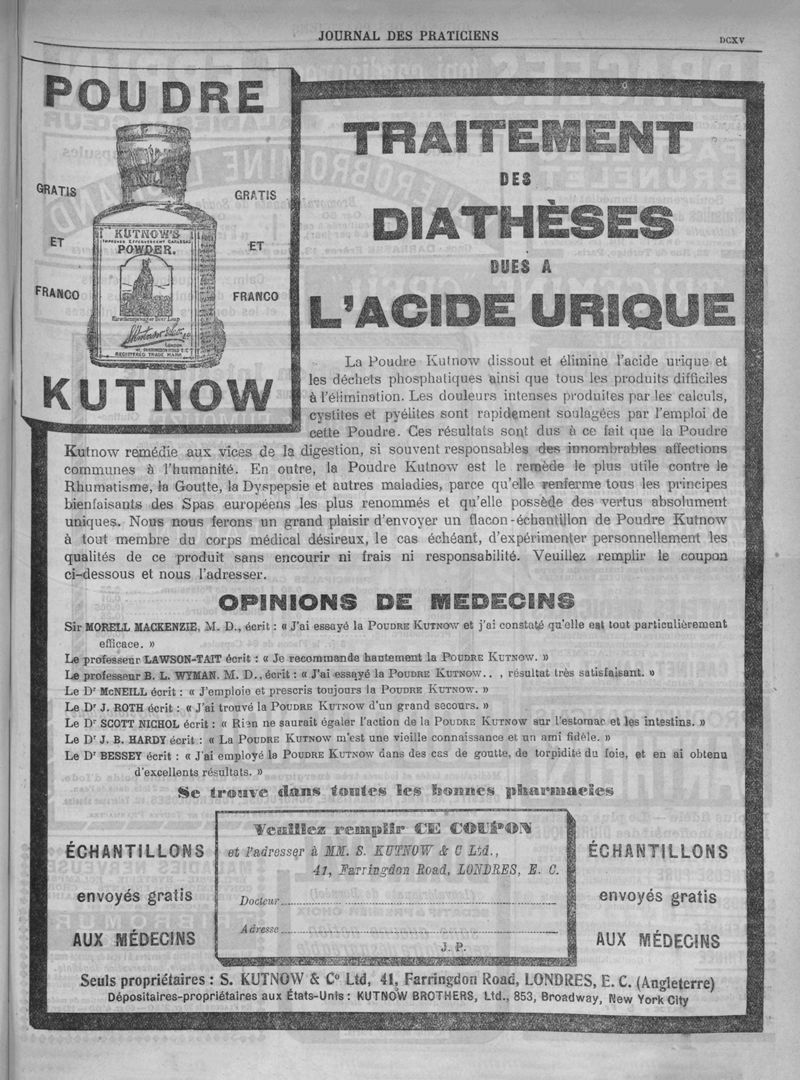 JOURNAL DES PRATICIENS
DCXV
POUDRE
GRATIS
ET
FRANCO
KUTNOW'S
IMPROVED EFFERVESCENT CARLSBAD
POWDER.
LONDON
REGISTERED TRADE MARK.
GRATIS
ET
FRANCO
KUTNOW
TRAITEMENT
DES
DIATHÈSES
DUES A
L'ACIDE URIQUE
La Poudre Kutnow dissout et élimine l'acide urique et
les déchets phosphatiques ainsi que tous les produits difficiles
à l'élimination. Les douleurs intenses produites par les calculs,
cystites et pyélites sont rapidement soulagées par l'emploi de
cette Poudre. Ces résultats sont dus à ce fait que la Poudre
Kutnow remédie aux vices de la digestion, si souvent responsables des innombrables affections
communes à l'humanité. En outre, la Poudre Kutnow est le remède le plus utile contre le
Rhumatisme, la Goutte, la Dyspepsie et autres maladies, parce qu'elle renferme tous les principes
bienfaisants des Spas européens les plus renommés et qu'elle possède des vertus absolument
uniques. Nous nous ferons un grand plaisir d'envoyer un flacon-échantillon de Poudre Kutnow
à tout membre du corps médical désireux, le cas échéant, d'expérimenter personnellement les
qualités de ce produit sans encourir ni frais ni responsabilité. Veuillez remplir le coupon
ci-dessous et nous l'adresser.
OPINIONS DE MEDECINS
Sir MORELL MACKENZIE, M. D., écrit : « J'ai essayé la POUDRE KUTNOW et j'ai constaté qu'elle est tout particulièrement
efficace. »
Le professeur LAWSON-TAIT écrit : « Je recommande hautement la POUDRE KUTNOW. »
Le professeur B. L. WYMAN. M. D., écrit : « J'ai essayé la POUDRE KUTNOW.. , résultat très satisfaisant. »
Le Dr McNEILL écrit : « J'emploie et prescris toujours la POUDRE KUTNOW. »
Le Dr J. ROTH écrit : « J'ai trouvé la POUDRE KUTNOW d'un grand secours. »
Le Dr SCOTT NICHOL écrit : « Rien ne saurait égaler l'action de la POUDRE KUTNOW sur l'estomac et les intestins. »
Le Dr J. B. HARDY écrit : « La POUDRE KUTNOW m'est une vieille connaissance et un ami fidèle. »
Le Dr BESSEY écrit : « J'ai employé la POUDRE KUTNOW dans des cas de goutte, de torpidité du foie, et en ai obtenu
d'excellents résultats. »
Se trouve dans toutes les bonnes pharmacies
ÉCHANTILLONS
envoyés gratis
AUX MÉDECINS
Veuillez remplir CE COUPON
et l'adresser à MM. S. KUTNOW & C Ltd.,
41, Farringdon Road, LONDRES, E. C.
Docteur
Adresse
J. P.
ÉCHANTILLONS
envoyés gratis
AUX MÉDECINS
Seuls propriétaires : S. KUTNOW & Co Ltd, 41, Farringdon Road, LONDRES, E. C. (Angleterre)
Dépositaires-propriétaires aux États-Unis : KUTNOW BROTHERS, Ltd., 853, Broadway, New York City